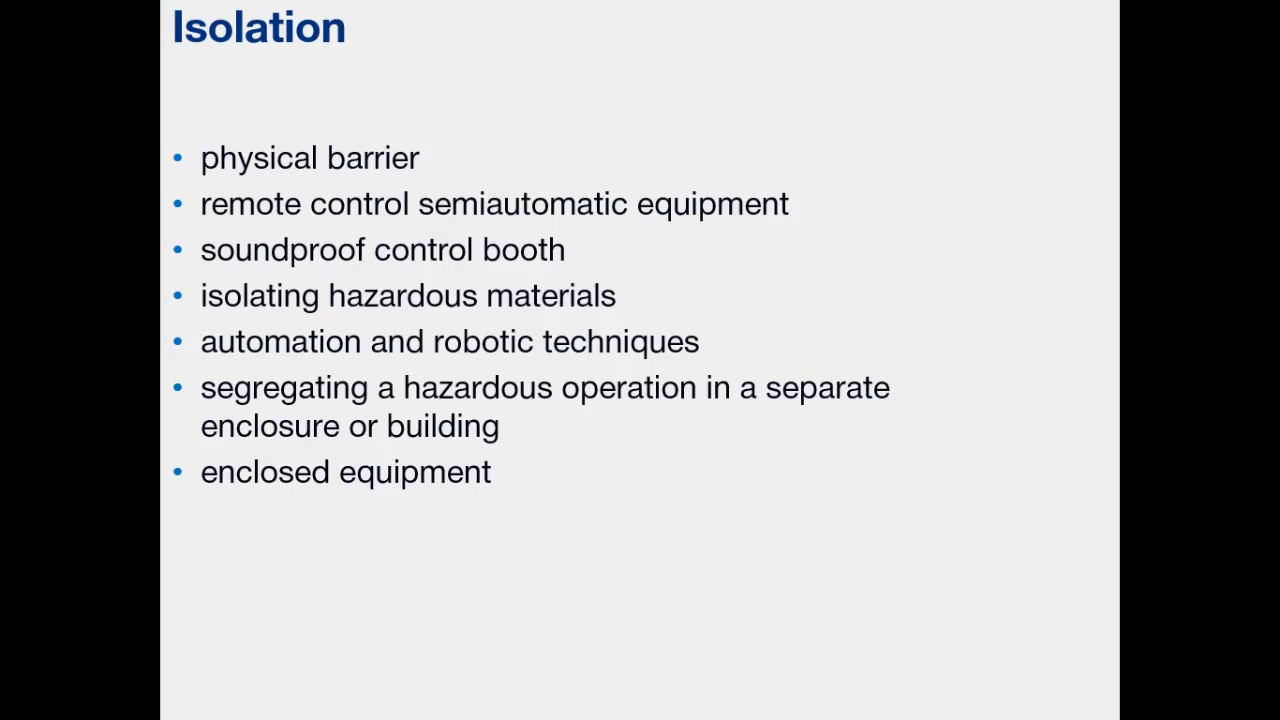 Isolation
• physical barrier
• remote control semiautomatic equipment
• soundproof control booth
• isolating hazardous materials
• automation and robotic techniques
• segregating a hazardous operation in a separate
enclosure or building
• enclosed equipment